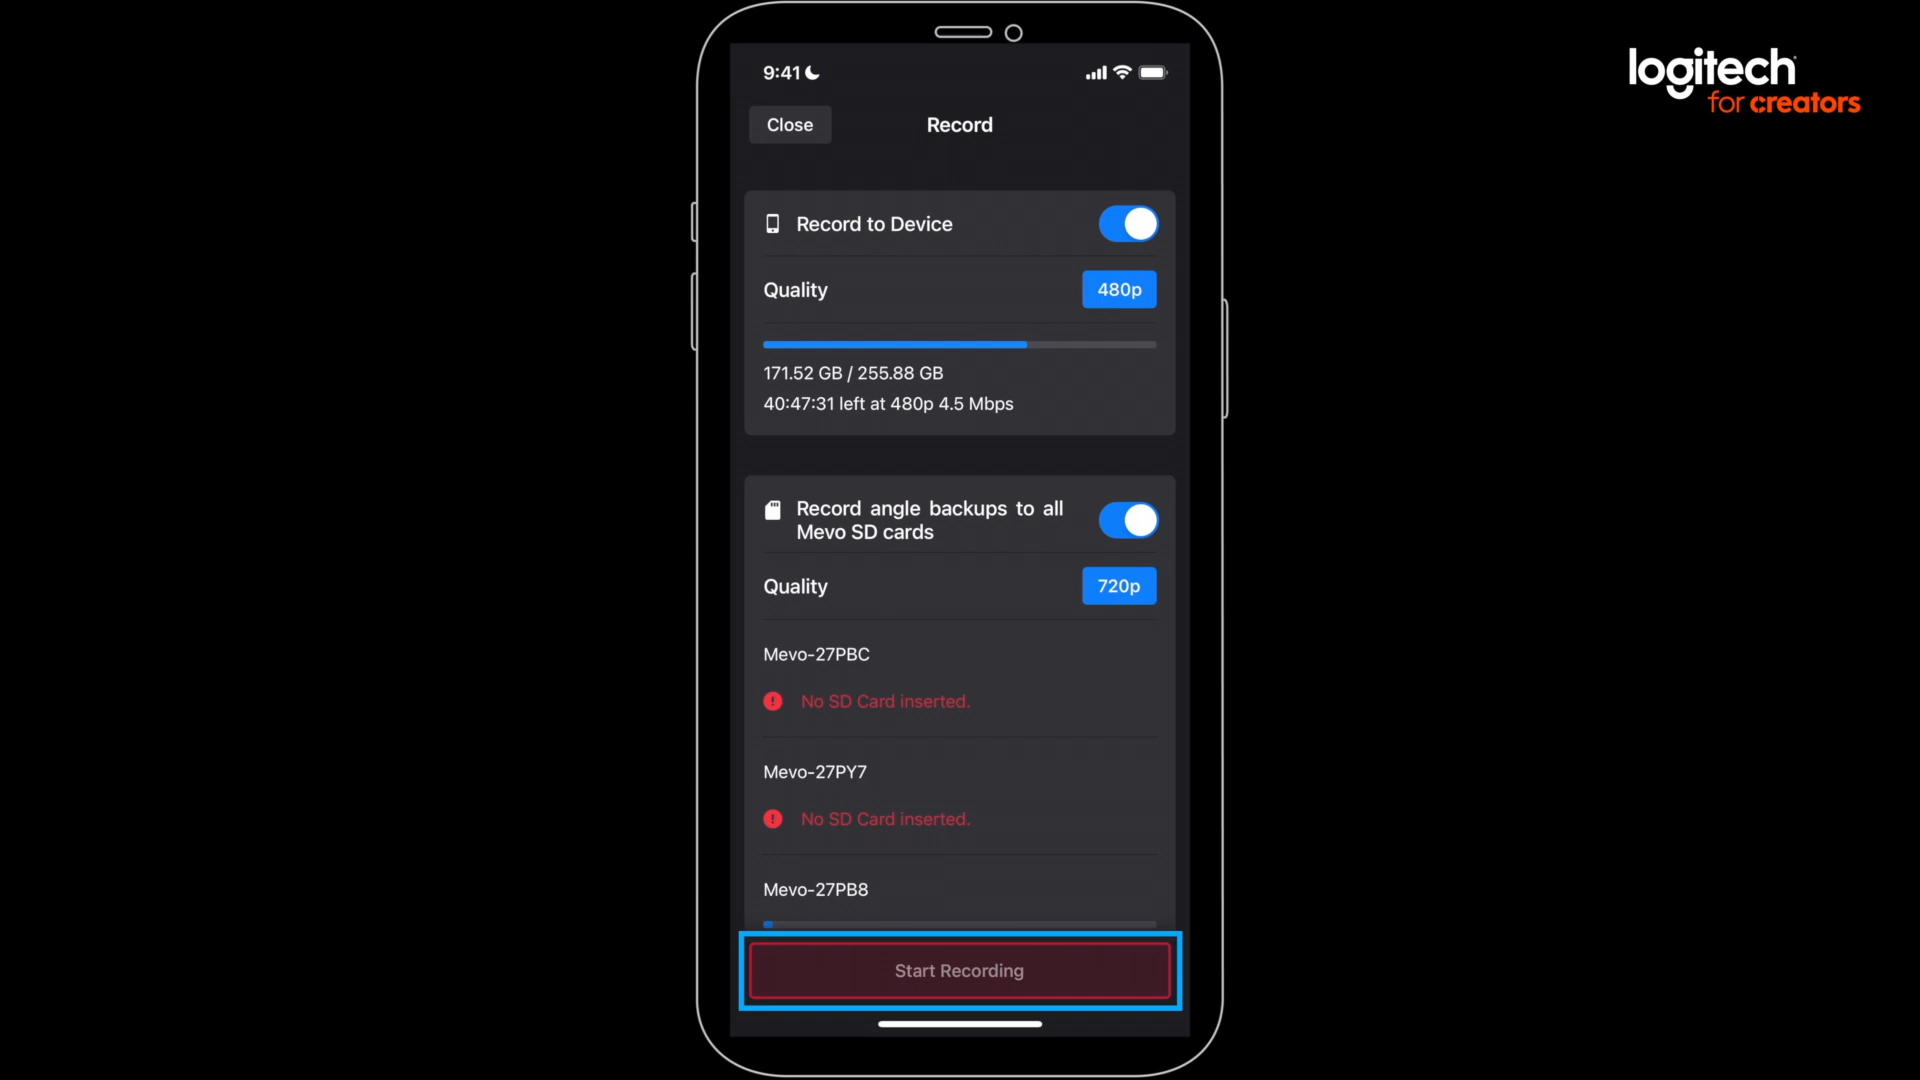 9:41
Close
Record
logitech
for creators
Record to Device
Quality
480p
171.52 GB / 255.88 GB
40:47:31 left at 480p 4.5 Mbps
Record angle backups to all
Mevo SD cards
Quality
720p
Mevo-27PBC
No SD Card inserted.
Mevo-27PY7
No SD Card inserted.
Mevo-27PB8
Start Recording